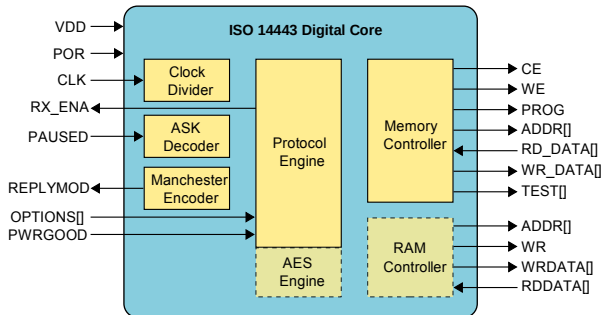 ISO 14443 Digital Core
VDD
POR
CLK
RX_ENA
PAUSED
REPLYMOD
OPTIONS[]
PWRGOOD
Clock
Divider
ASK
Decoder
Manchester
Encoder
Protocol
Engine
AES
Engine
Memory
Controller
RAM
Controller
CE
WE
PROG
ADDR[]
RD_DATA[]
WR_DATA[]
TEST[]
ADDR[]
WR
WRDATA[]
RDDATA[]